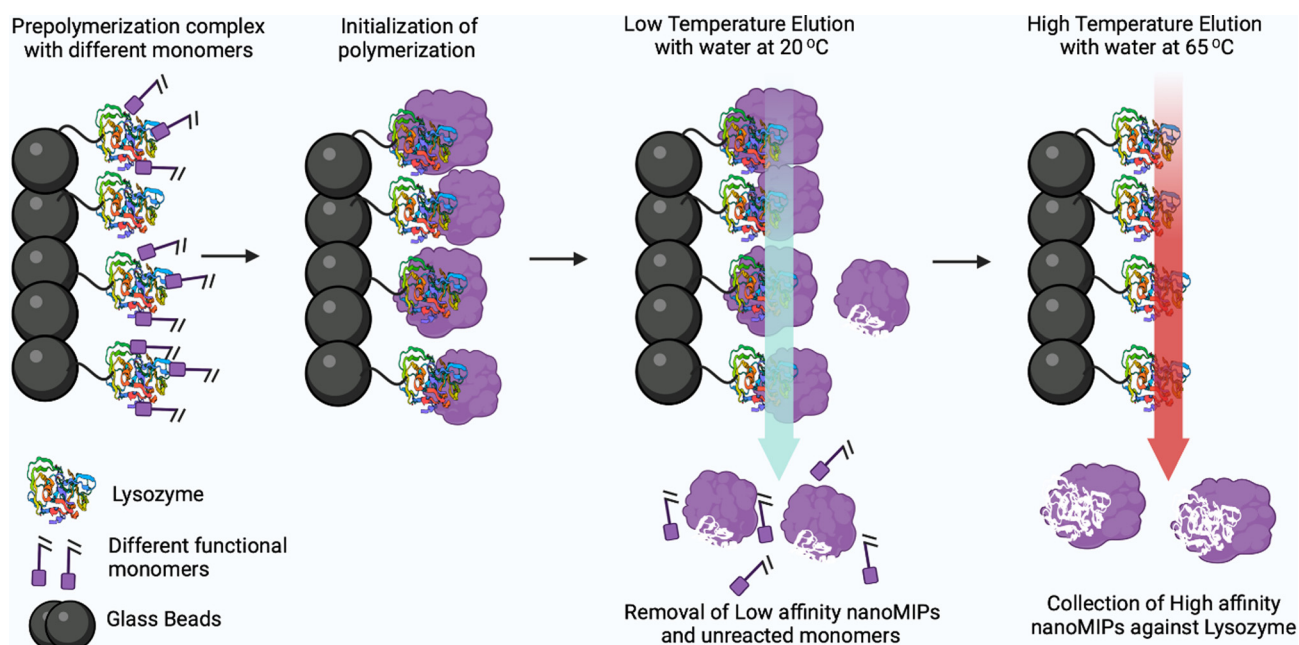 Prepolymerization complex
with different monomers
Initialization of
polymerization
Low Temperature Elution
with water at 20 ºC
High Temperature Elution
with water at 65 ºC
Lysozyme
Different functional
monomers
Glass Beads
Removal of Low affinity nanoMIPs
and unreacted monomers
Collection of High affinity
nanoMIPs against Lysozyme